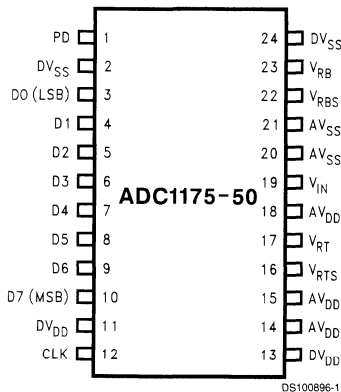 PD 1 24 DVSS
DVSS 2 23 VRB
D0 (LSB) 3 22 VRBS
D1 4 21 AVSS
D2 5 20 AVSS
D3 6 19 VIN
ADC1175-50
D4 7 18 AVDD
D5 8 17 VRT
D6 9 16 VRTS
D7 (MSB) 10 15 AVDD
DVDD 11 14 AVDD
CLK 12 13 DVDD
DS100896-1